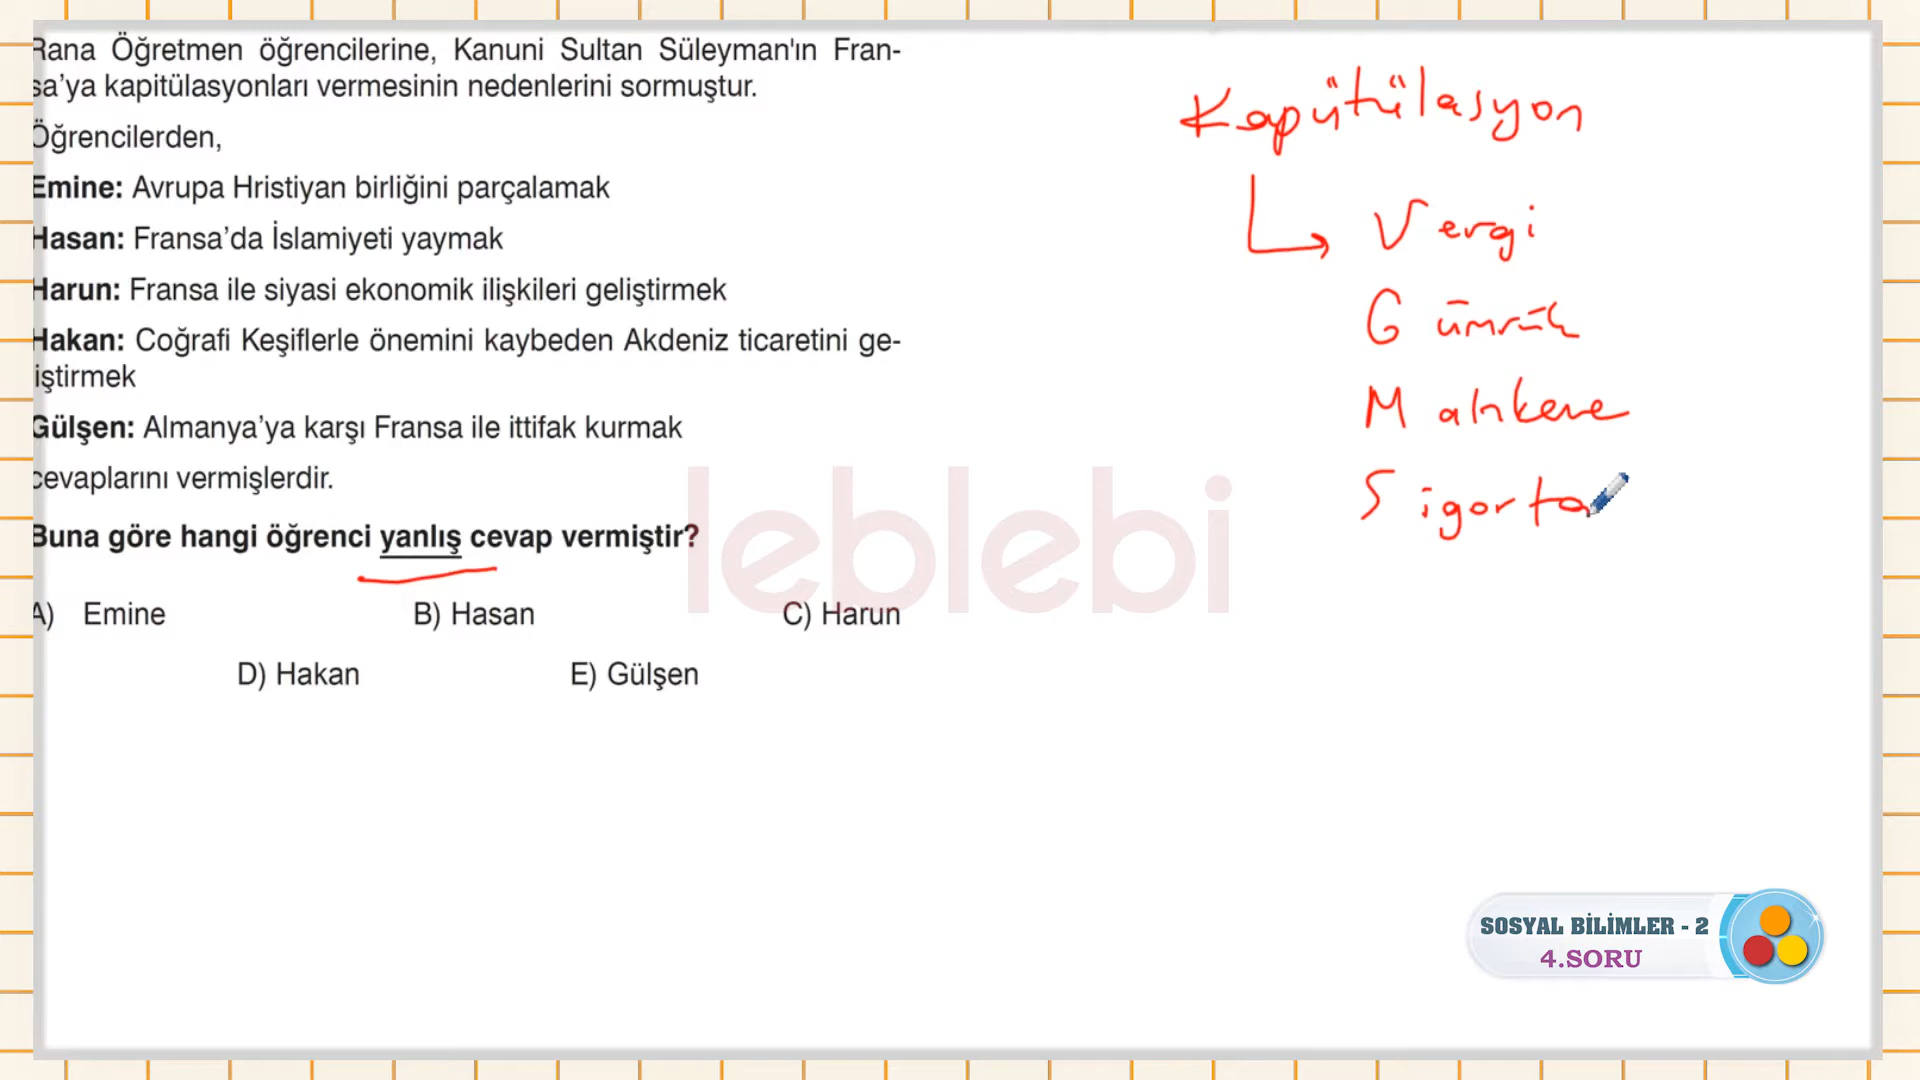 Rana Öğretmen öğrencilerine, Kanuni Sultan Süleyman'ın Fran-
sa’ya kapitülasyonları vermesinin nedenlerini sormuştur.
Öğrencilerden,
Emine: Avrupa Hristiyan birliğini parçalamak
Hasan: Fransa’da İslamiyeti yaymak
Harun: Fransa ile siyasi ekonomik ilişkileri geliştirmek
Hakan: Coğrafi Keşiflerle önemini kaybeden Akdeniz ticaretini ge-
iştirmek
Gülşen: Almanya’ya karşı Fransa ile ittifak kurmak
cevaplarını vermişlerdir.
Buna göre hangi öğrenci yanlış cevap vermiştir?
A) Emine
B) Hasan
C) Harun
D) Hakan
E) Gülşen
Kapütülasyon
Vergi
Gümrük
Mahkeme
Sigorta
leblebi
SOSYAL BİLİMLER - 2
4.SORU